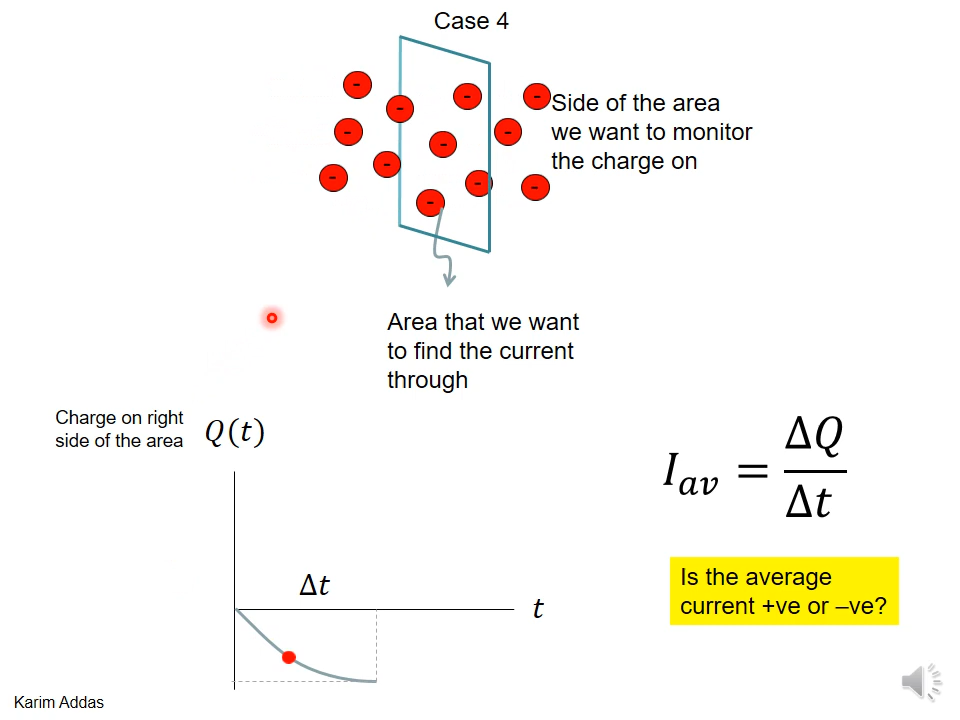 Case 4
- - - - - - - - - - - - -
Side of the area
we want to monitor
the charge on
Area that we want
to find the current
through
Charge on right
side of the area
Q(t)
Δt
t
I_av = ΔQ/Δt
Is the average
current +ve or –ve?
Karim Addas